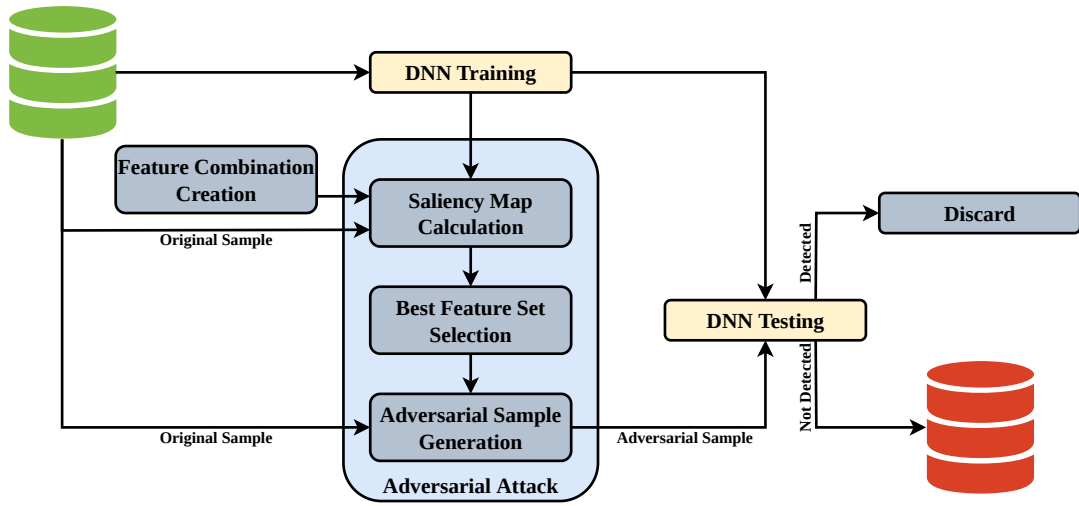 DNN Training
Feature Combination
Creation
Saliency Map
Calculation
Original Sample
Best Feature Set
Selection
Adversarial Sample
Generation
Original Sample
Adversarial Attack
Adversarial Sample
DNN Testing
Detected
Discard
Not Detected